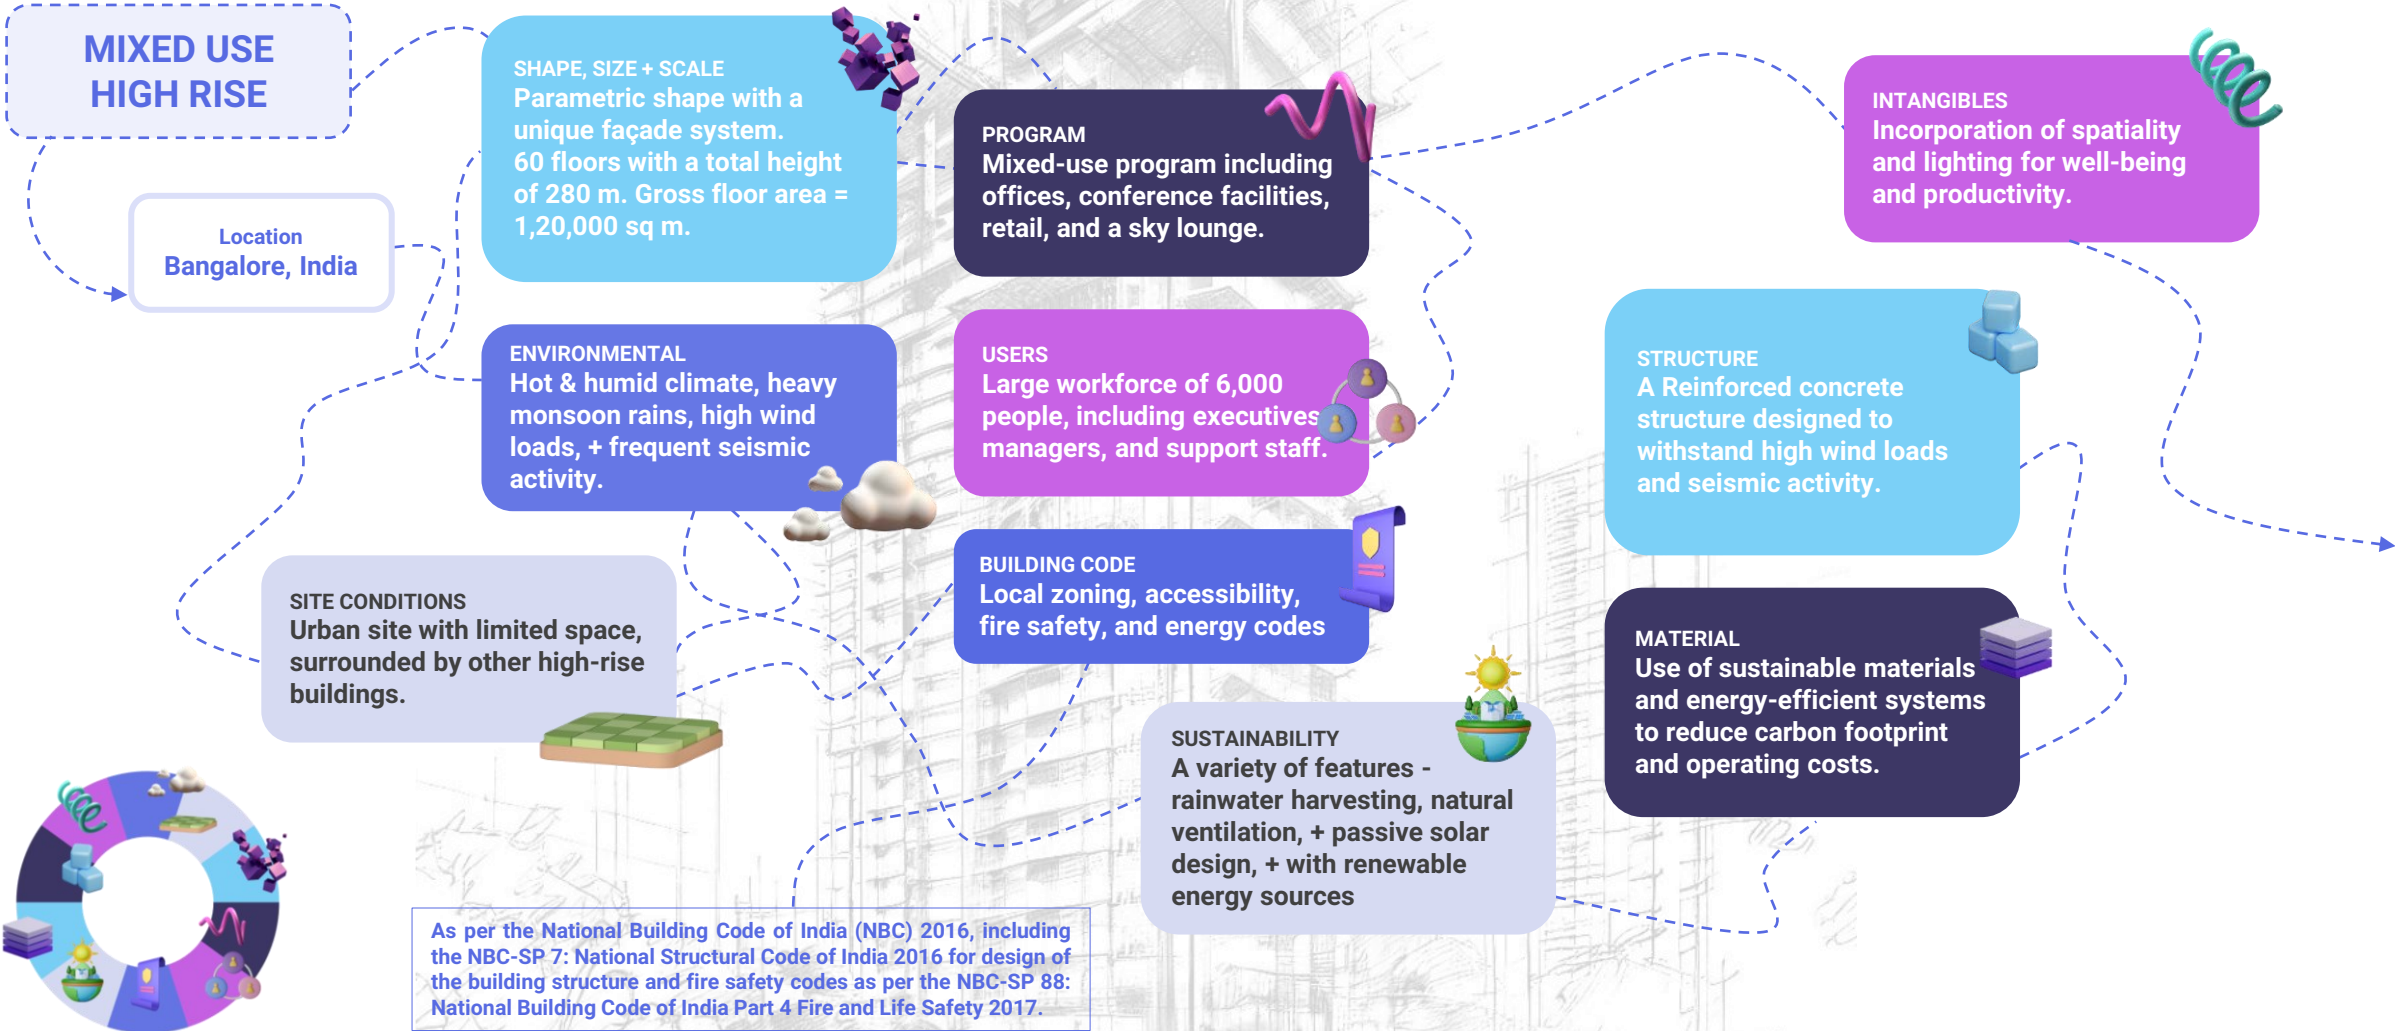 MIXED USE
HIGH RISE
Location
Bangalore, India
SHAPE, SIZE + SCALE
Parametric shape with a
unique façade system.
60 floors with a total height
of 280 m. Gross floor area =
1,20,000 sq m.
ENVIRONMENTAL
Hot & humid climate, heavy
monsoon rains, high wind
loads, + frequent seismic
activity.
SITE CONDITIONS
Urban site with limited space,
surrounded by other high-rise
buildings.
PROGRAM
Mixed-use program including
offices, conference facilities,
retail, and a sky lounge.
USERS
Large workforce of 6,000
people, including executives
managers, and support staff.
BUILDING CODE
Local zoning, accessibility,
fire safety, and energy codes
As per the National Building Code of India (NBC) 2016, including
the NBC-SP 7: National Structural Code of India 2016 for design of
the building structure and fire safety codes as per the NBC-SP 88:
National Building Code of India Part 4 Fire and Life Safety 2017.
SUSTAINABILITY
A variety of features -
rainwater harvesting, natural
ventilation, + passive solar
design, + with renewable
energy sources
INTANGIBLES
Incorporation of spatiality
and lighting for well-being
and productivity.
STRUCTURE
A Reinforced concrete
structure designed to
withstand high wind loads
and seismic activity.
MATERIAL
Use of sustainable materials
and energy-efficient systems
to reduce carbon footprint
and operating costs.